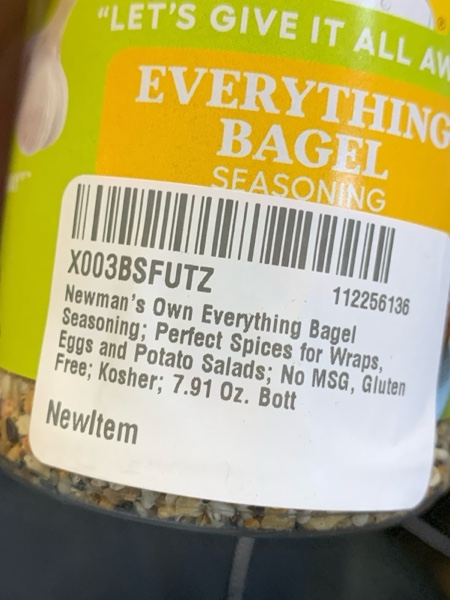 "LET'S GIVE IT ALL AW
EVERYTHING
BAGEL
SEASONING
X003BSFUTZ
112256136
Newman's Own Everything Bagel
Seasoning; Perfect Spices for Wraps,
Eggs and Potato Salads; No MSG, Gluten
Free; Kosher; 7.91 Oz. Bott
NewItem